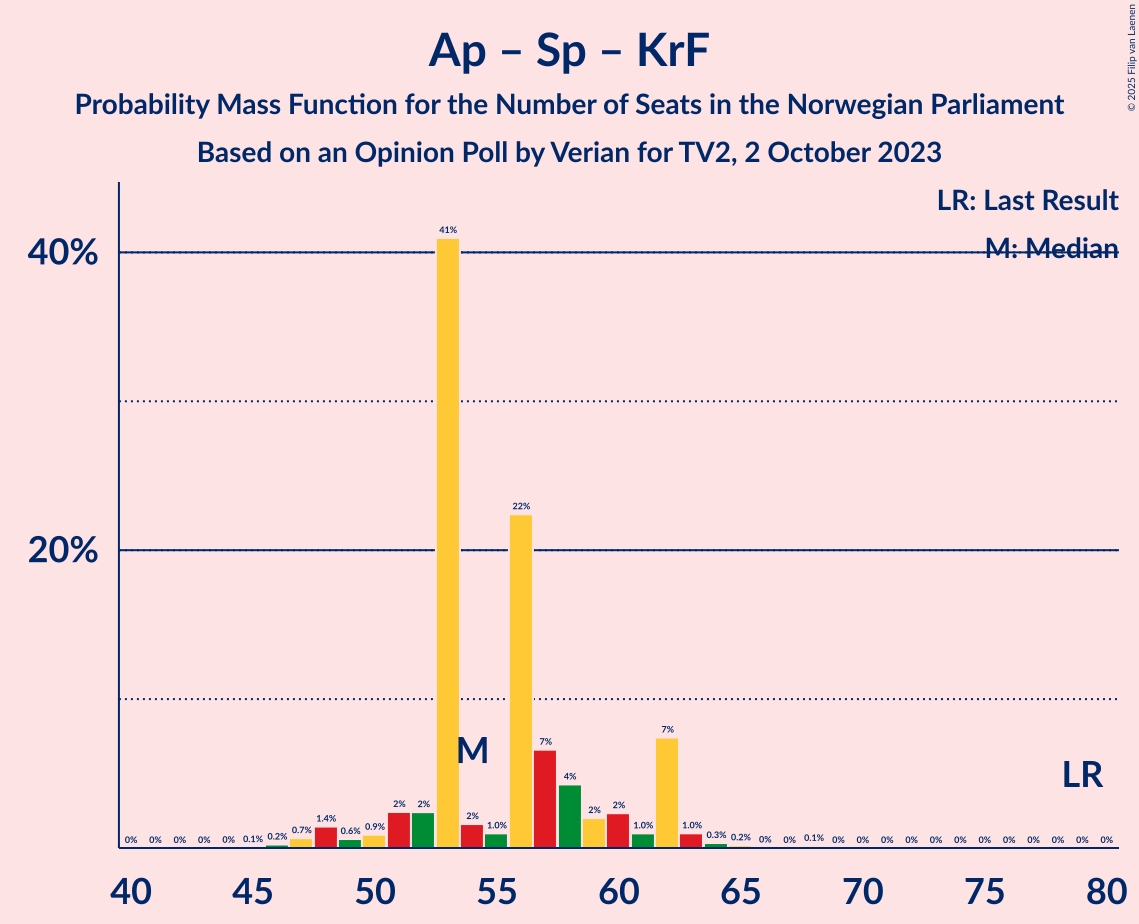 Ap – Sp – KrF
Probability Mass Function for the Number of Seats in the Norwegian Parliament
Based on an Opinion Poll by Verian for TV2, 2 October 2023
© 2025 Filip van Laenen
LR: Last Result
M: Median
40%
20%
0% 0% 0% 0% 0% 0.1% 0.2% 0.7% 1.4% 0.6% 0.9% 2% 2% 41% 2% 1.0% 22% 7% 4% 2% 2% 1.0% 7% 1.0% 0.3% 0.2% 0% 0% 0.1% 0% 0% 0% 0% 0% 0% 0% 0% 0% 0% 0% 0%
M
LR
40 45 50 55 60 65 70 75 80